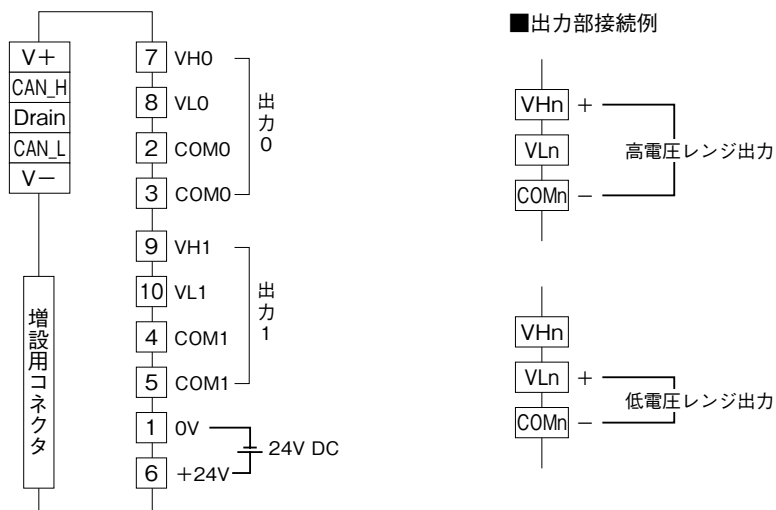 V+
CAN_H
Drain
CAN_L
V−
増設用コネクタ
7 VH0
8 VL0
2 COM0
3 COM0
出力0
9 VH1
10 VL1
4 COM1
5 COM1
出力1
1 0V
6 +24V
24V DC
■出力部接続例
VHn +
VLn
COMn −
高電圧レンジ出力
VHn
VLn +
COMn −
低電圧レンジ出力